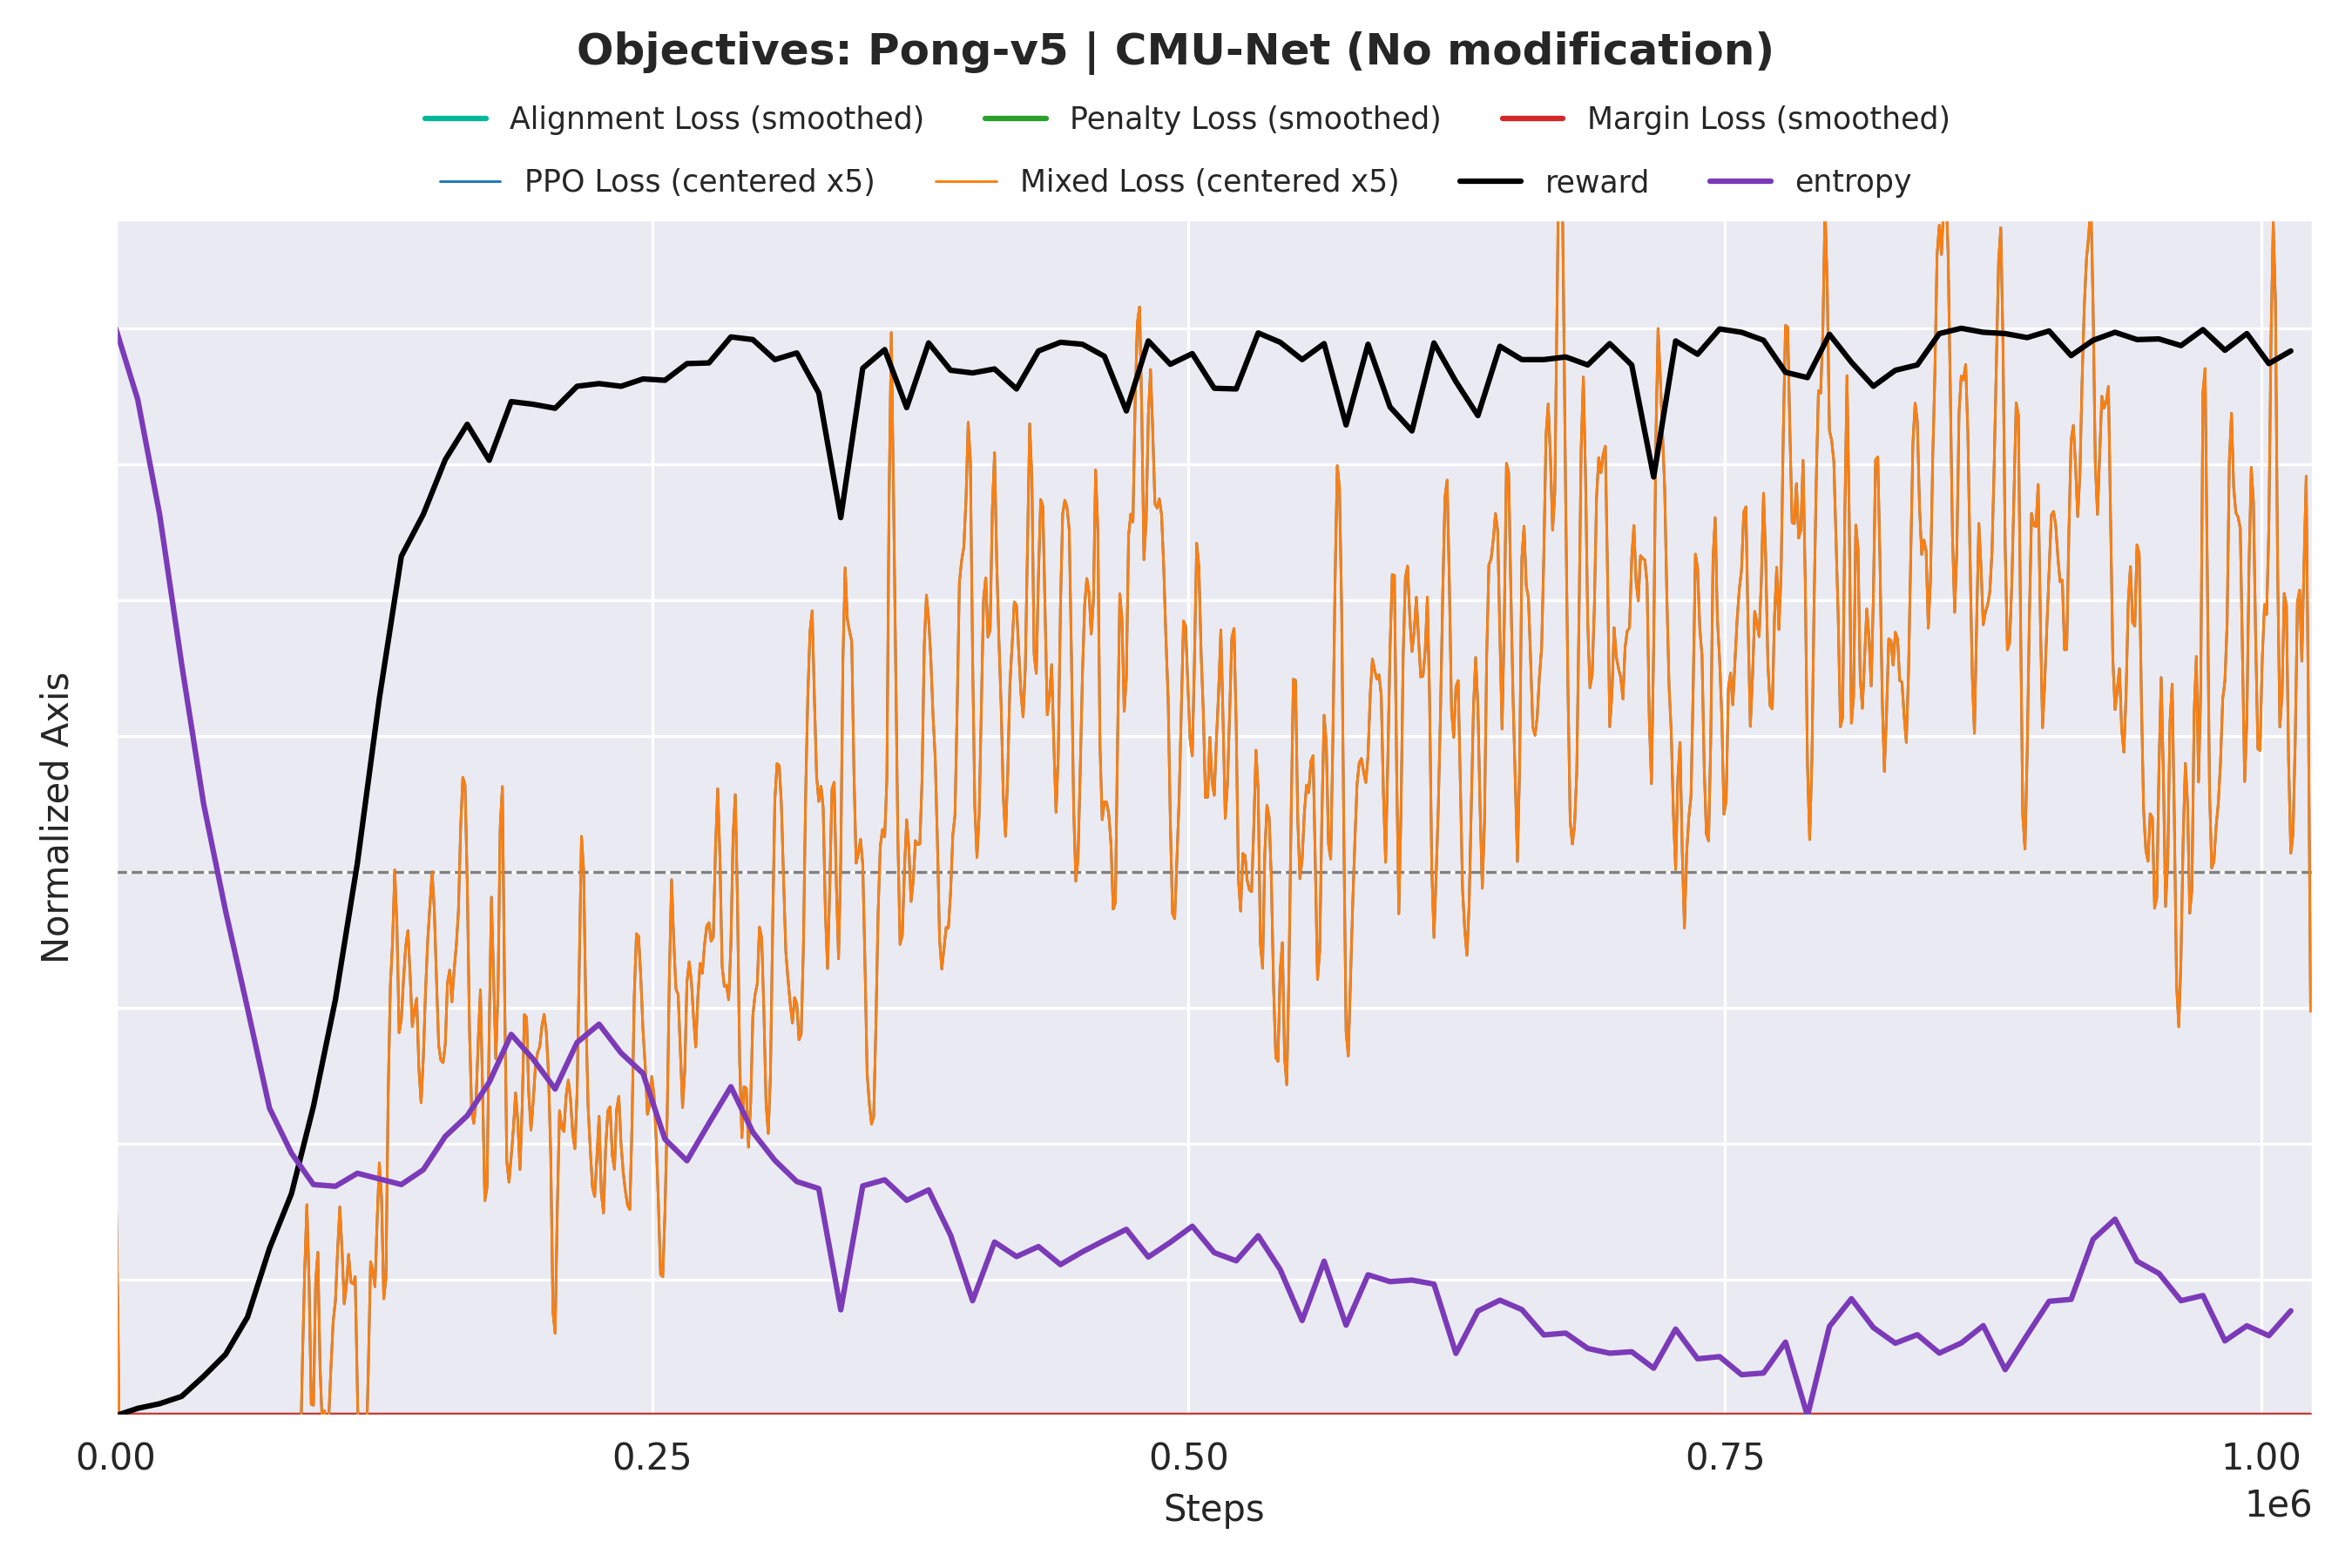 Objectives: Pong-v5 | CMU-Net (No modification)
Alignment Loss (smoothed) Penalty Loss (smoothed) Margin Loss (smoothed)
PPO Loss (centered x5) Mixed Loss (centered x5) reward entropy
Normalized Axis
0.00 0.25 0.50 0.75 1.00
Steps
1e6